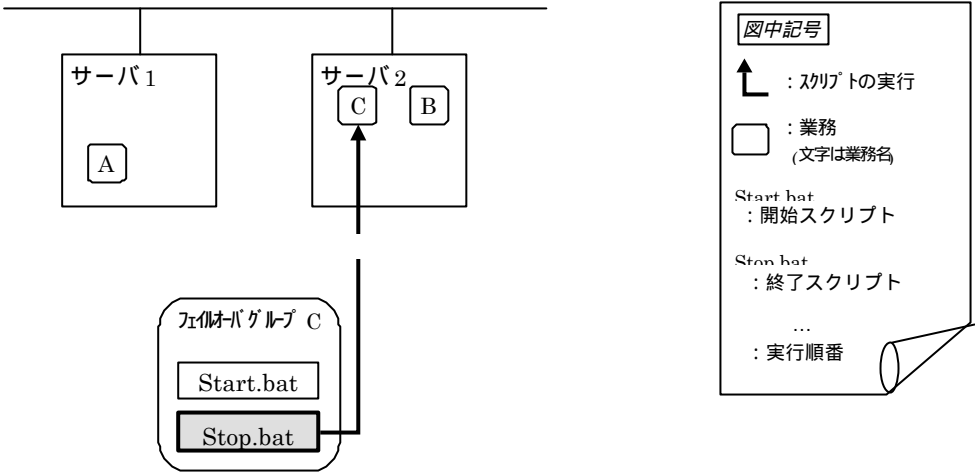 サーバ 1
A
サーバ 2
C
B
フェイルオーバグループ C
Start.bat
Stop.bat
図中記号
：スクリプトの実行
：業務
(文字は業務名)
Start.bat
：開始スクリプト
Stop.bat
：終了スクリプト
…
：実行順番